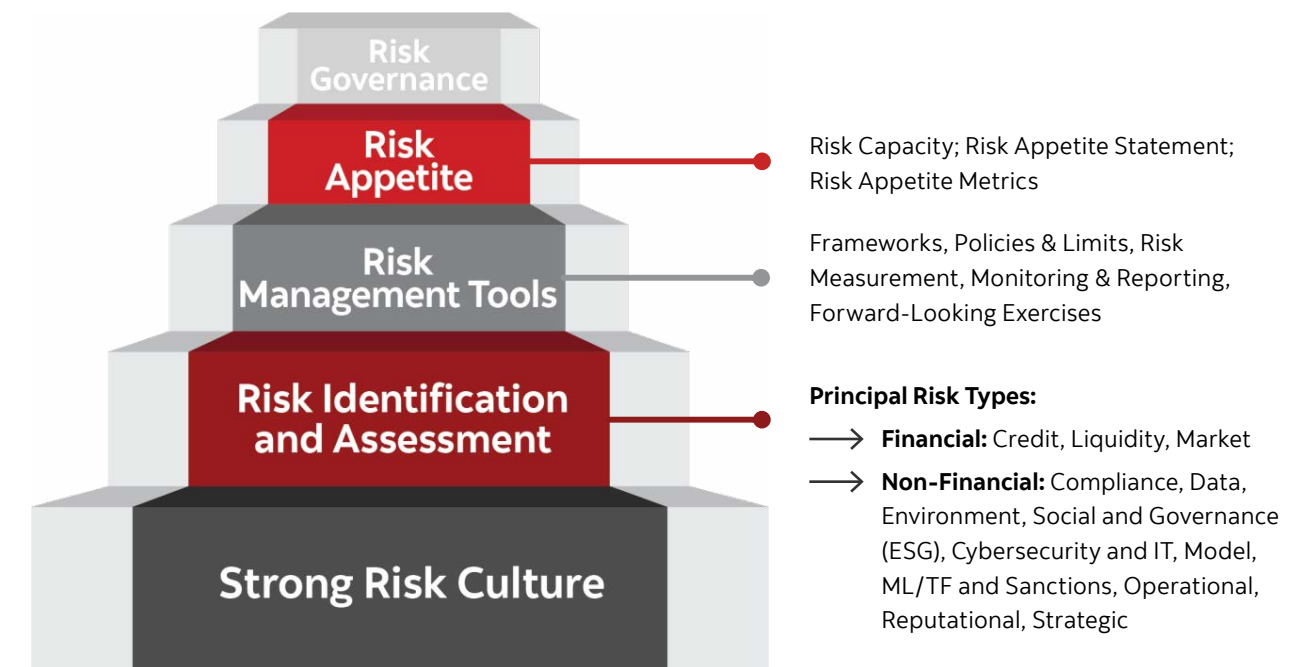 Risk
Governance
Risk
Appetite
Risk Capacity; Risk Appetite Statement;
Risk Appetite Metrics
Risk
Management Tools
Frameworks, Policies & Limits, Risk
Measurement, Monitoring & Reporting,
Forward-Looking Exercises
Risk Identification
and Assessment
Principal Risk Types:
Financial: Credit, Liquidity, Market
Non-Financial: Compliance, Data,
Environment, Social and Governance
(ESG), Cybersecurity and IT, Model,
ML/TF and Sanctions, Operational,
Reputational, Strategic
Strong Risk Culture